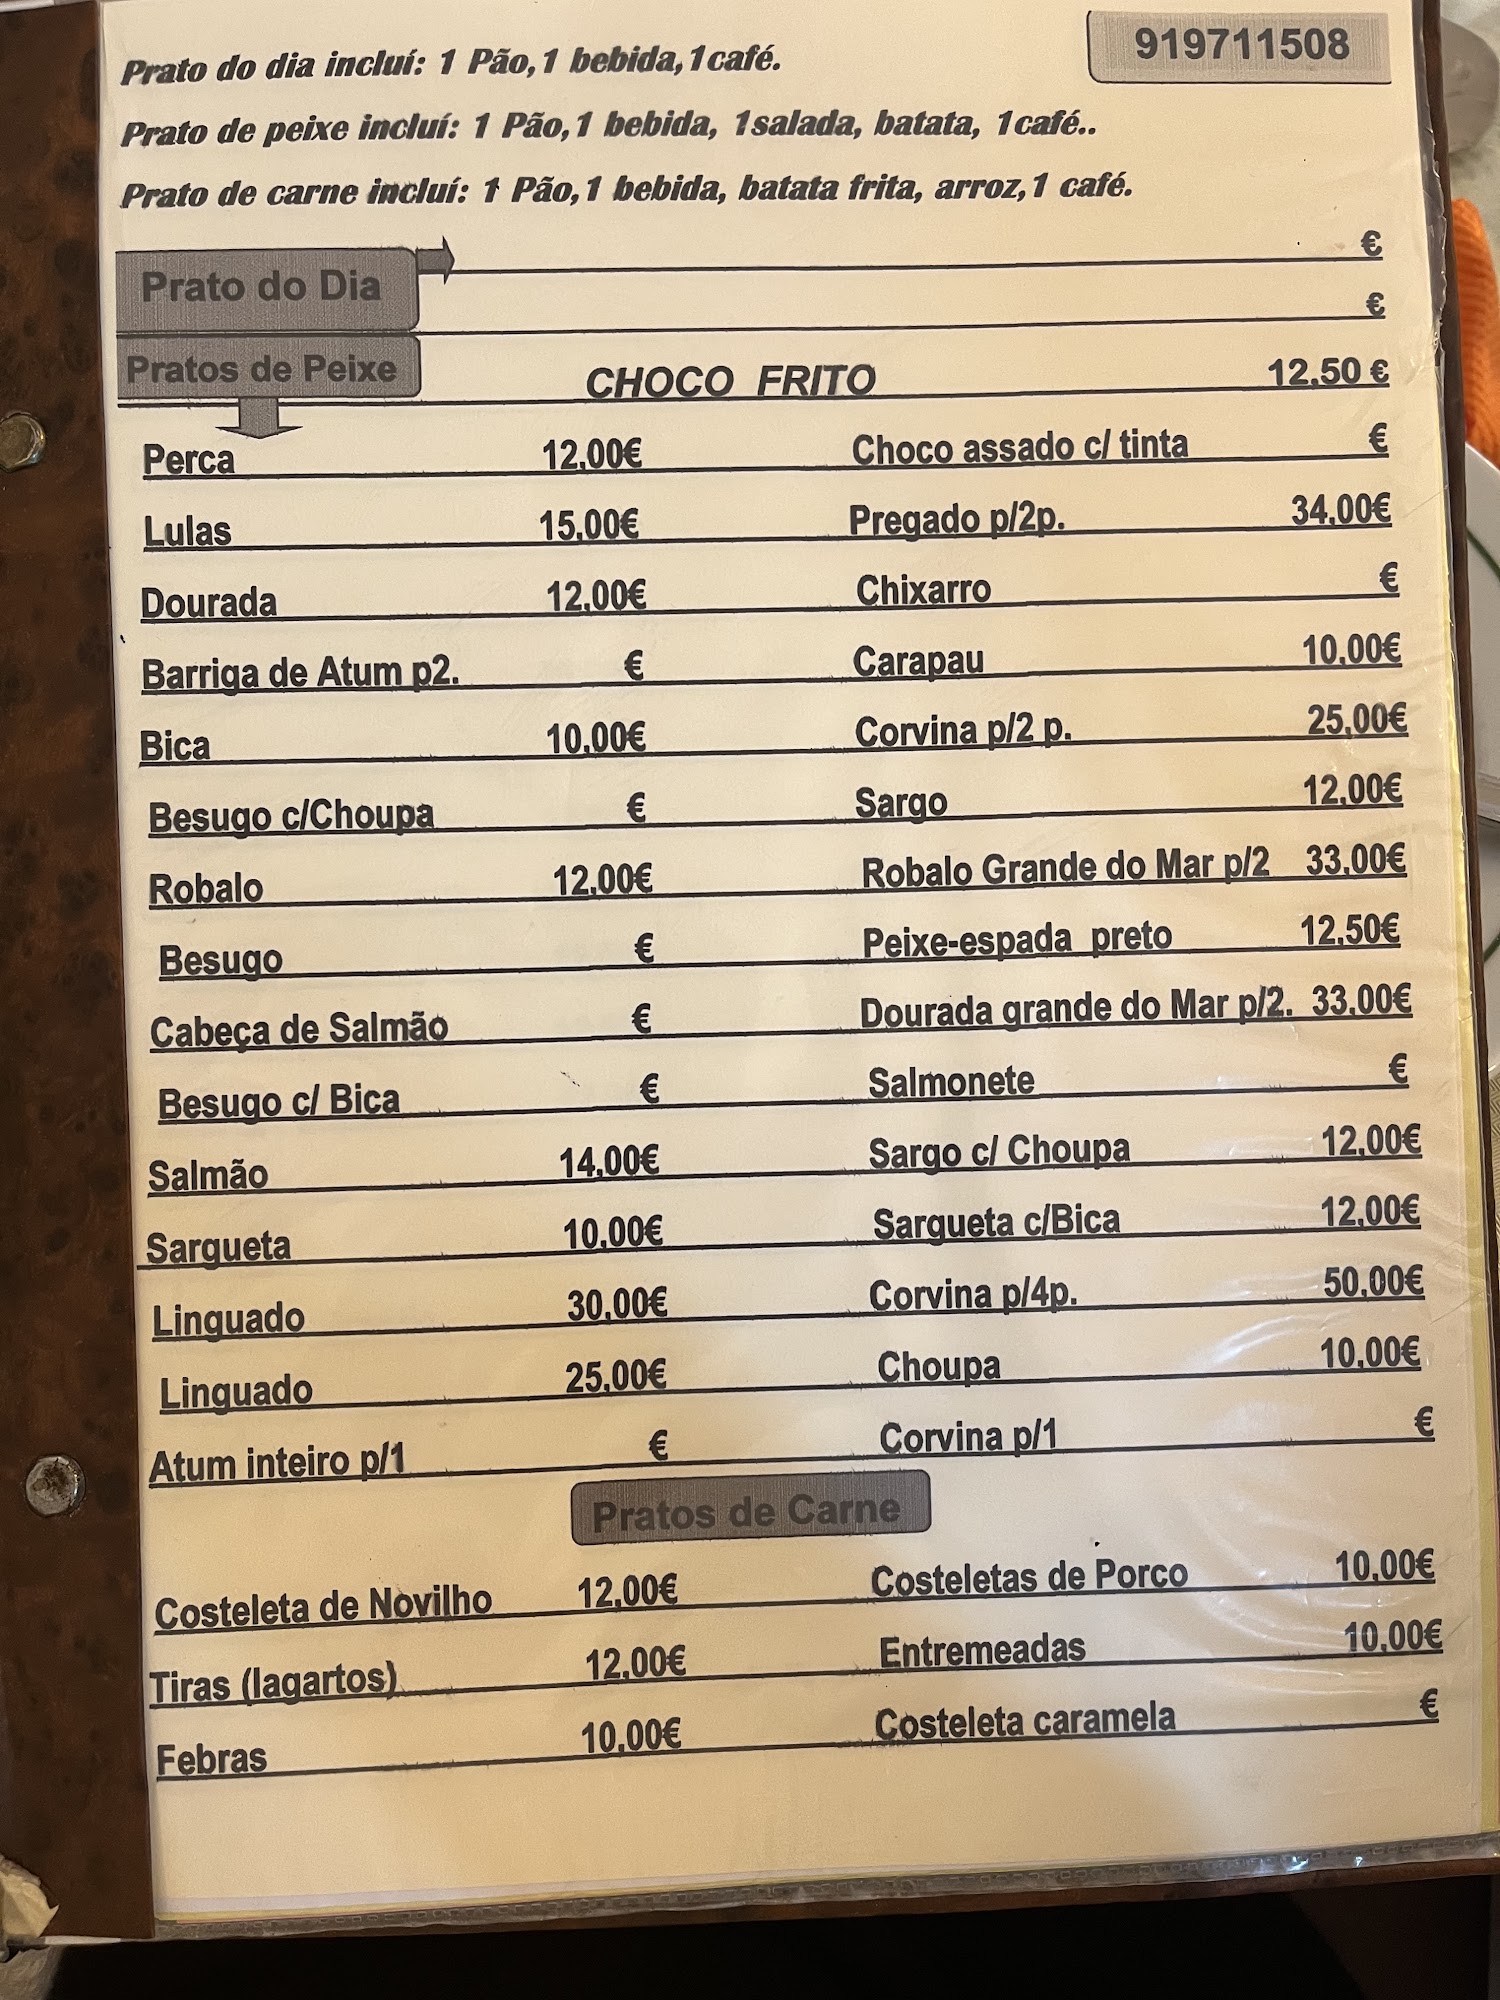 919711508
Prato do dia incluí: 1 Pão,1 bebida,1café.
Prato de peixe incluí: 1 Pão,1 bebida, 1salada, batata, 1café..
Prato de carne incluí: 1 Pão,1 bebida, batata frita, arroz,1 café.
Prato do Dia €
€
Pratos de Peixe CHOCO FRITO 12,50 €
Perca 12,00€ Choco assado c/ tinta €
Lulas 15,00€ Pregado p/2p. 34,00€
Dourada 12,00€ Chixarro €
Barriga de Atum p2. € Carapau 10,00€
Bica 10,00€ Corvina p/2 p. 25,00€
Besugo c/Choupa € Sargo 12,00€
Robalo 12,00€ Robalo Grande do Mar p/2 33,00€
Besugo € Peixe-espada preto 12,50€
Cabeça de Salmão € Dourada grande do Mar p/2. 33,00€
Besugo c/ Bica € Salmonete €
Salmão 14,00€ Sargo c/ Choupa 12,00€
Sargueta 10,00€ Sargueta c/Bica 12,00€
Linguado 30,00€ Corvina p/4p. 50,00€
Linguado 25,00€ Choupa 10,00€
Atum inteiro p/1 € Corvina p/1 €
Pratos de Carne
Costeleta de Novilho 12,00€ Costeletas de Porco 10,00€
Tiras (lagartos) 12,00€ Entremeadas 10,00€
Febras 10,00€ Costeleta caramela €